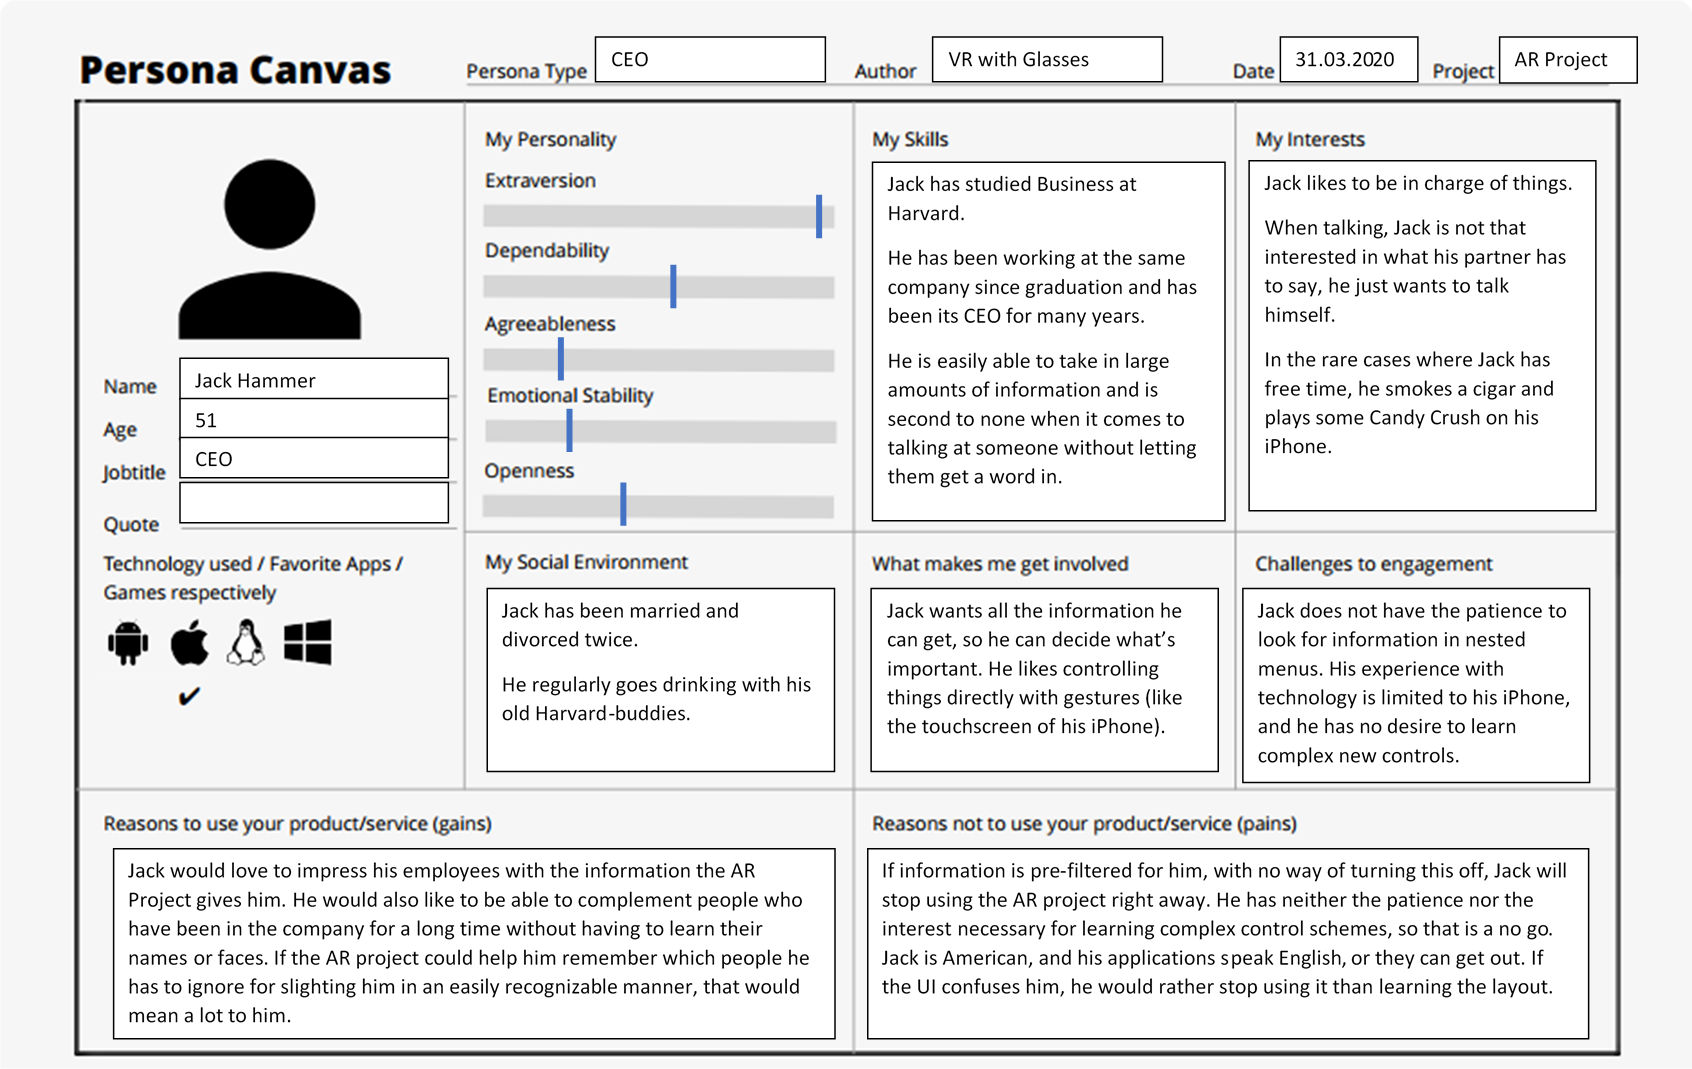 Persona Canvas
Persona Type CEO
Author VR with Glasses
Date 31.03.2020
Project AR Project
Name Jack Hammer
Age 51
Jobtitle CEO
Quote
Technology used / Favorite Apps /
Games respectively
✔
My Personality
Extraversion
Dependability
Agreeableness
Emotional Stability
Openness
My Skills
Jack has studied Business at
Harvard.
He has been working at the same
company since graduation and has
been its CEO for many years.
He is easily able to take in large
amounts of information and is
second to none when it comes to
talking at someone without letting
them get a word in.
My Interests
Jack likes to be in charge of things.
When talking, Jack is not that
interested in what his partner has
to say, he just wants to talk
himself.
In the rare cases where Jack has
free time, he smokes a cigar and
plays some Candy Crush on his
iPhone.
My Social Environment
Jack has been married and
divorced twice.
He regularly goes drinking with his
old Harvard-buddies.
What makes me get involved
Jack wants all the information he
can get, so he can decide what's
important. He likes controlling
things directly with gestures (like
the touchscreen of his iPhone).
Challenges to engagement
Jack does not have the patience to
look for information in nested
menus. His experience with
technology is limited to his iPhone,
and he has no desire to learn
complex new controls.
Reasons to use your product/service (gains)
Jack would love to impress his employees with the information the AR
Project gives him. He would also like to be able to complement people who
have been in the company for a long time without having to learn their
names or faces. If the AR project could help him remember which people he
has to ignore for slighting him in an easily recognizable manner, that would
mean a lot to him.
Reasons not to use your product/service (pains)
If information is pre-filtered for him, with no way of turning this off, Jack will
stop using the AR project right away. He has neither the patience nor the
interest necessary for learning complex control schemes, so that is a no go.
Jack is American, and his applications speak English, or they can get out. If
the UI confuses him, he would rather stop using it than learning the layout.